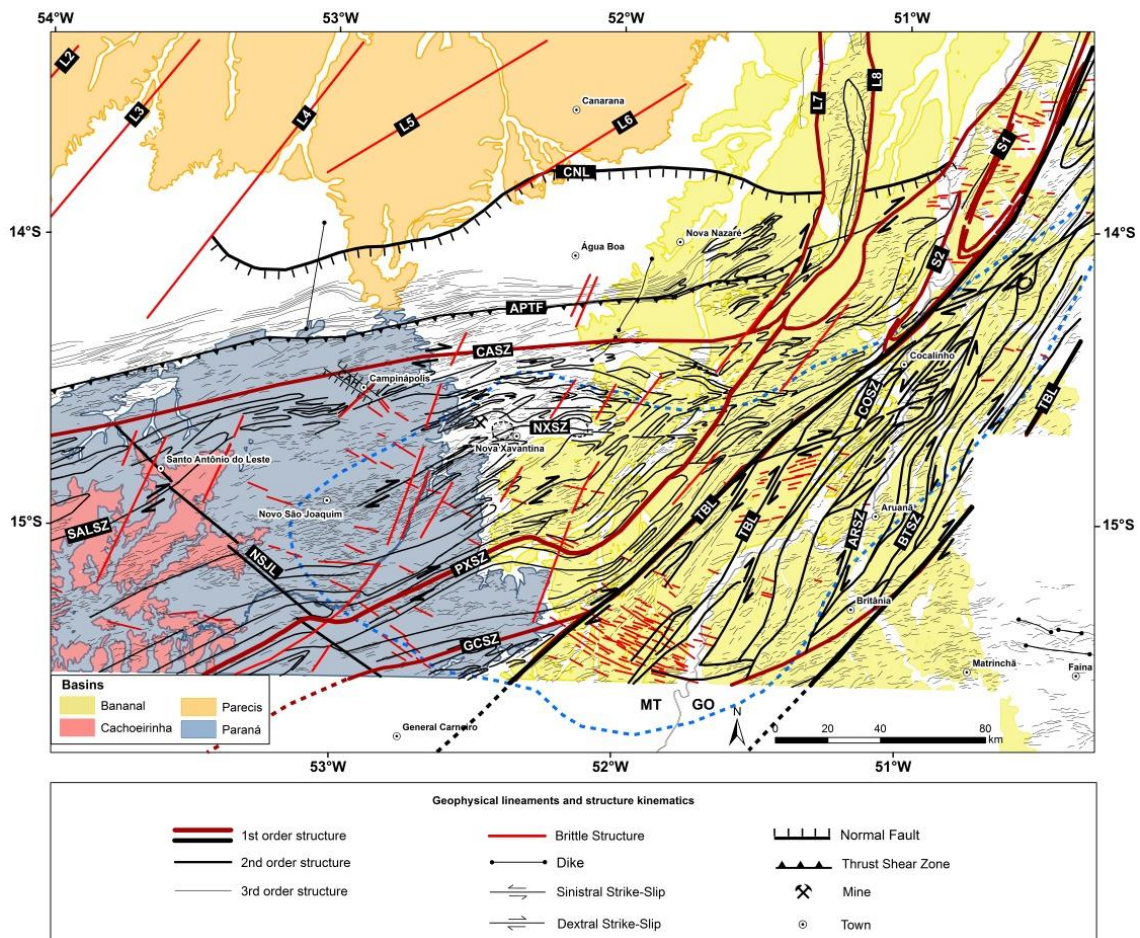 54°W
53°W
52°W
51°W
L2
L3
L4
L5
L6
L7
L8
ST
Canarana
CNL
14°S
14°S
Nova Nazaré
Água Boa
SZ
APTF
CASZ
Cocalinho
Campinápolis
COSZ
TBL
NXSZ
Nova Xavantina
Santo Antônio do Leste
Novo São Joaquim
15°S
15°S
SALSZ
NSJL
TBL
TBL
Aruanã
ARSZ
BTSZ
PXSZ
Britânia
GCSZ
Matrinchã
Faina
Basins
Bananal
Parecis
Cachoeirinha
Paraná
MT
GO
N
General Carneiro
0
20
40
60
80
km
53°W
52°W
51°W
Geophysical lineaments and structure kinematics
1st order structure
Brittle Structure
Normal Fault
2nd order structure
Dike
Thrust Shear Zone
3rd order structure
Sinistral Strike-Slip
Mine
Dextral Strike-Slip
Town